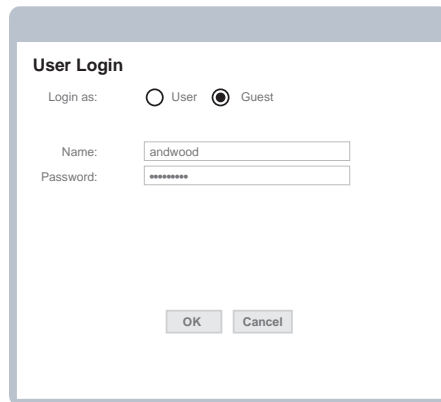 User Login
Login as: User Guest
Name: andwood
Password: •••••••••
OK Cancel